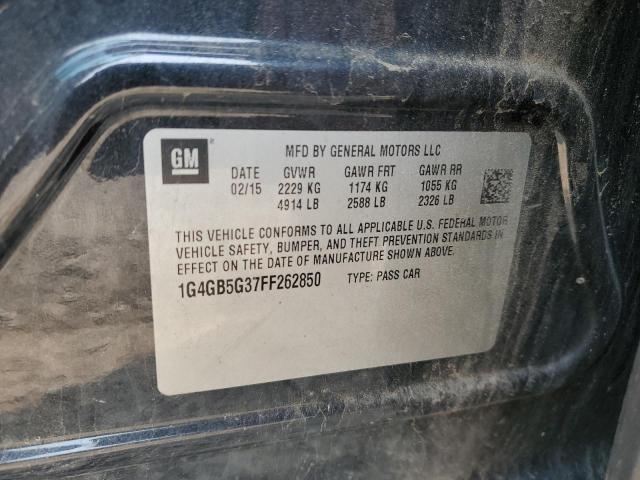 GM
MFD BY GENERAL MOTORS LLC
DATE GVWR GAWR FRT GAWR RR
02/15 2229 KG 1174 KG 1055 KG
4914 LB 2588 LB 2326 LB
THIS VEHICLE CONFORMS TO ALL APPLICABLE U.S. FEDERAL MOTOR
VEHICLE SAFETY, BUMPER, AND THEFT PREVENTION STANDARDS IN
EFFECT ON THE DATE OF MANUFACTURE SHOWN ABOVE.
1G4GB5G37FF262850 TYPE: PASS CAR